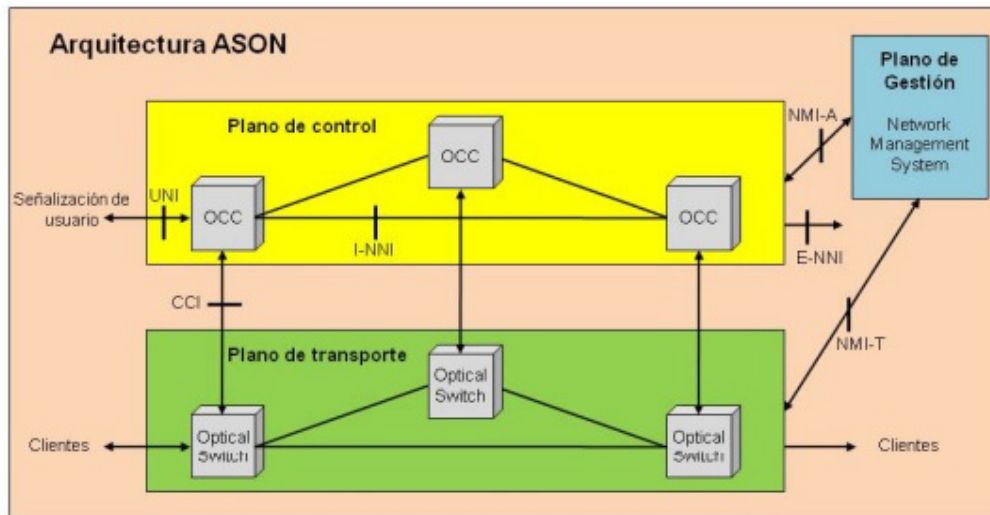 Arquitectura ASON
Plano de
Gestión
Network
Management
System
NMI-A
Plano de control
OCC
Señalización de
usuario
UNI
OCC
OCC
I-NNI
E-NNI
CCI
NMI-T
Plano de transporte
Optical
Switch
Clientes
Optical
Switch
Optical
Switch
Clientes